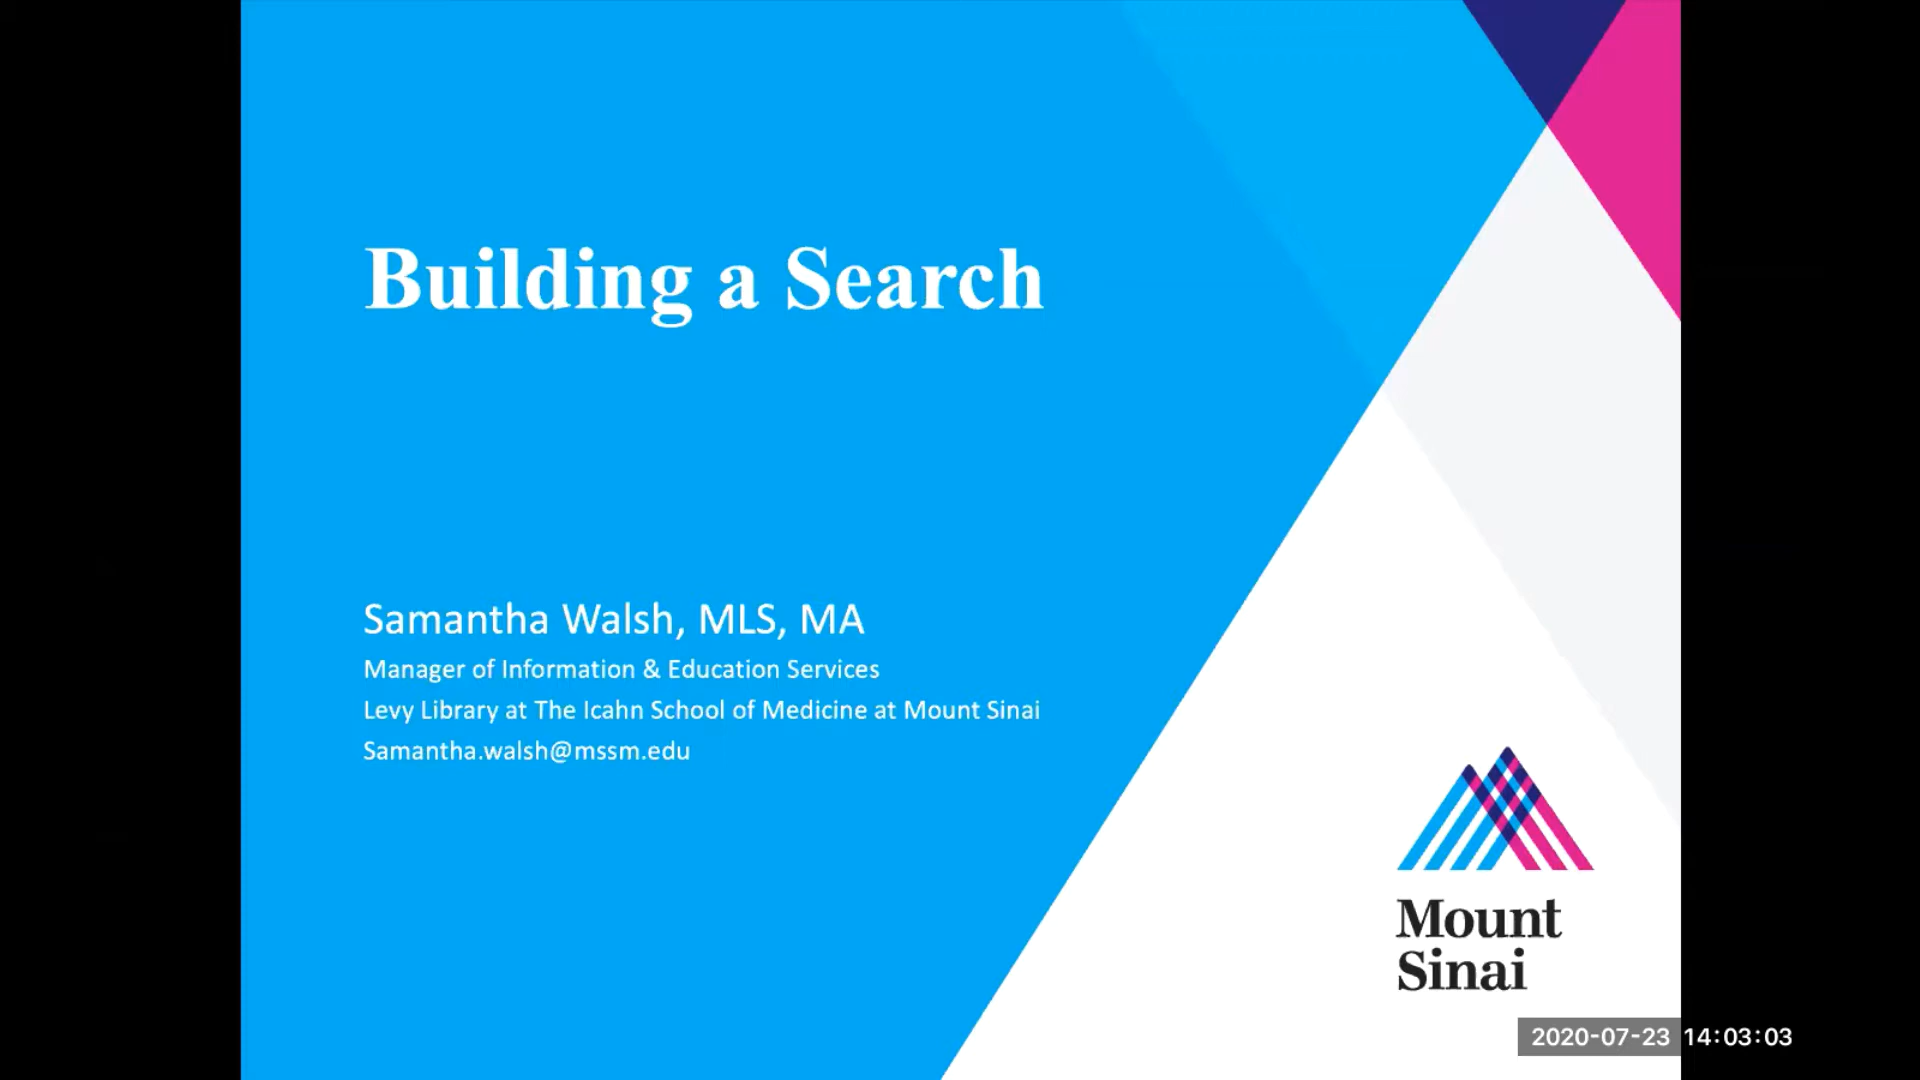 Building a Search
Samantha Walsh, MLS, MA
Manager of Information & Education Services
Levy Library at The Icahn School of Medicine at Mount Sinai
Samantha.walsh@mssm.edu
Mount
Sinai
2020-07-23 14:03:03